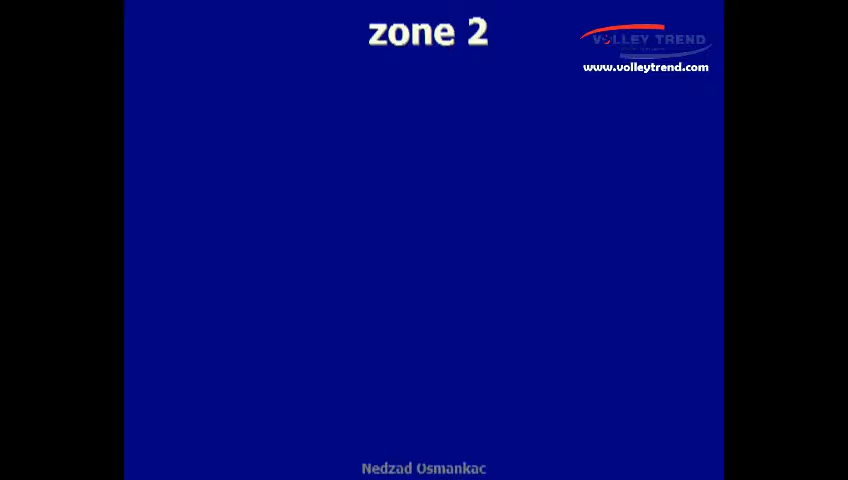 zone 2
VOLLEY TREND
www.volleytrend.com
Nedzad Osmankac